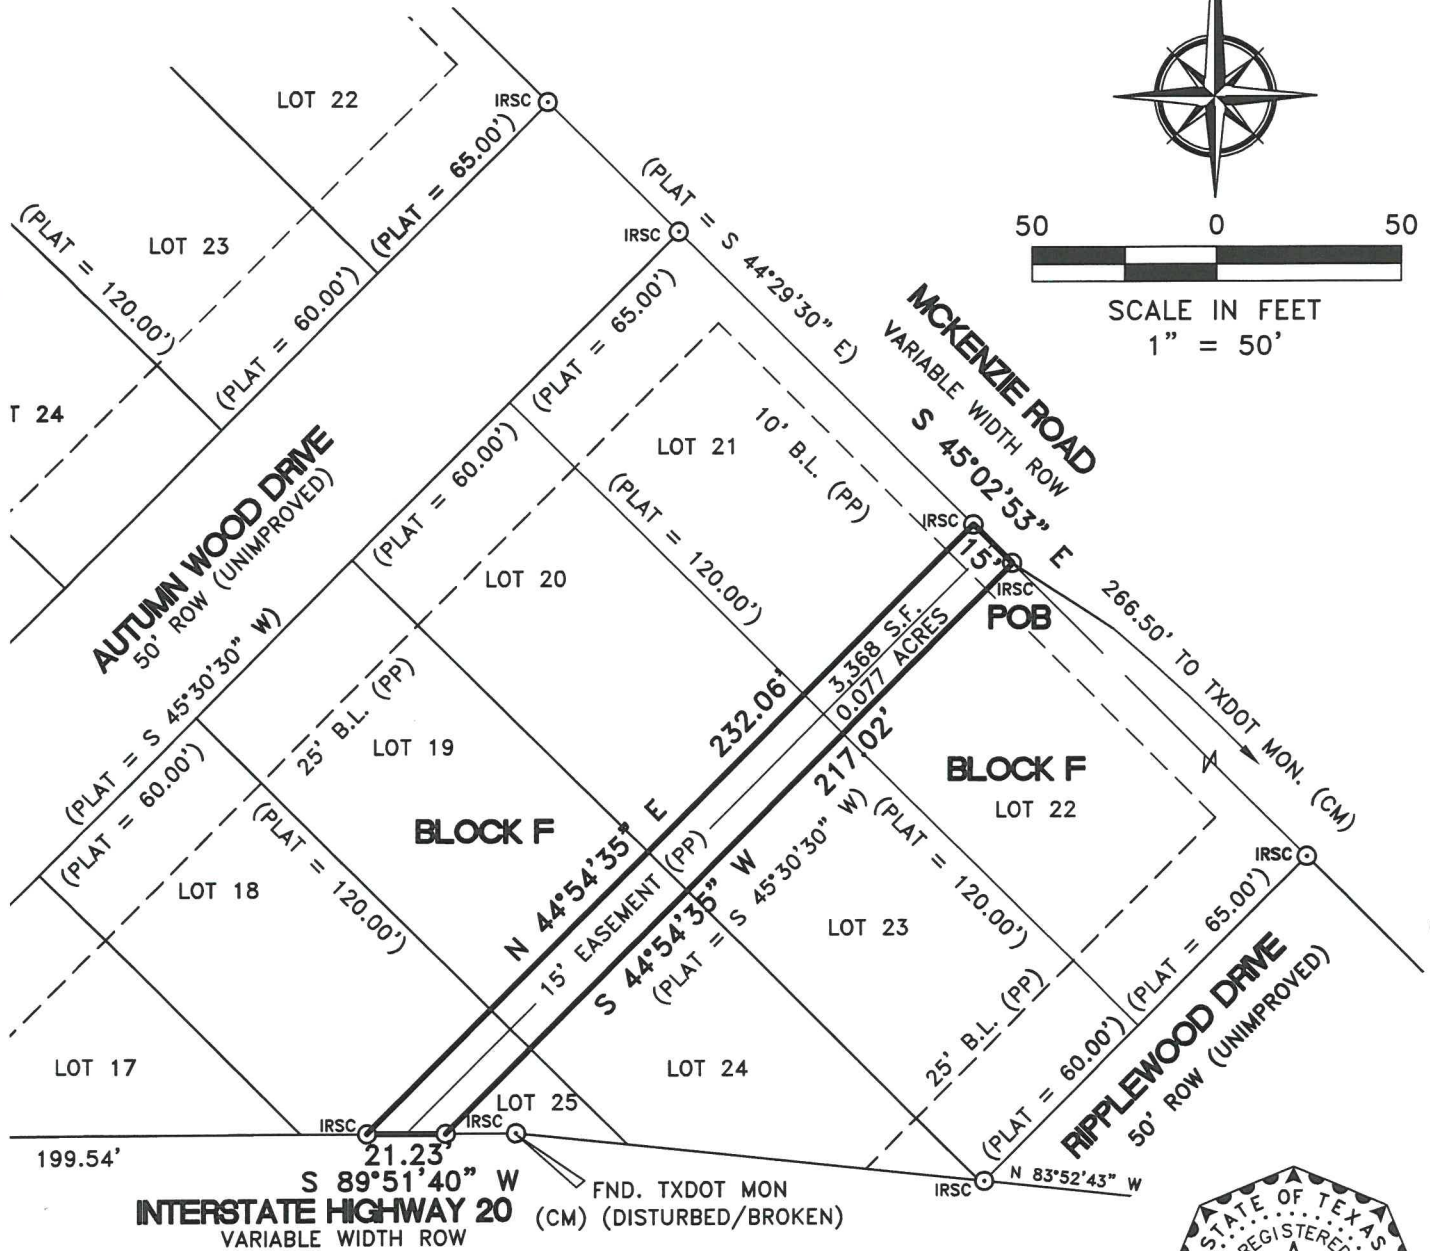 LOT 22
IRSC
(PLAT = 65.00')
(PLAT = S 44°29'30" E)
50 0 50
SCALE IN FEET
1" = 50'
(PLAT = 120.00')
LOT 23
(PLAT = 60.00')
IRSC
(PLAT = 65.00')
MCKENZIE ROAD
VARIABLE WIDTH ROW
S 45°02'53" E
T 24
AUTUMN WOOD DRIVE
50' ROW (UNIMPROVED)
(PLAT = S 45°30'30" W)
(PLAT = 60.00')
LOT 21
10' B.L. (PP)
(PLAT = 120.00')
IRSC
15'
IRSC
POB
266.50' TO TXDOT MON. (CM)
LOT 20
25' B.L. (PP)
LOT 19
232.06'
3,368 S.F.
0.077 ACRES
217.02'
BLOCK F
LOT 22
(PLAT = 60.00')
(PLAT = 120.00')
BLOCK F
N 44°54'35" E
15' EASEMENT (PP)
S 44°54'35" W
(PLAT = S 45°30'30" W)
(PLAT = 120.00')
IRSC
LOT 18
LOT 23
(PLAT = 65.00')
25' B.L. (PP)
(PLAT = 60.00')
RIPPLEWOOD DRIVE
50' ROW (UNIMPROVED)
LOT 17
LOT 24
LOT 25
IRSC
IRSC
199.54'
21.23'
S 89°51'40" W
INTERSTATE HIGHWAY 20
VARIABLE WIDTH ROW
FND. TXDOT MON
(CM) (DISTURBED/BROKEN)
IRSC
N 83°52'43" W
STATE OF TEXAS
REGISTERED